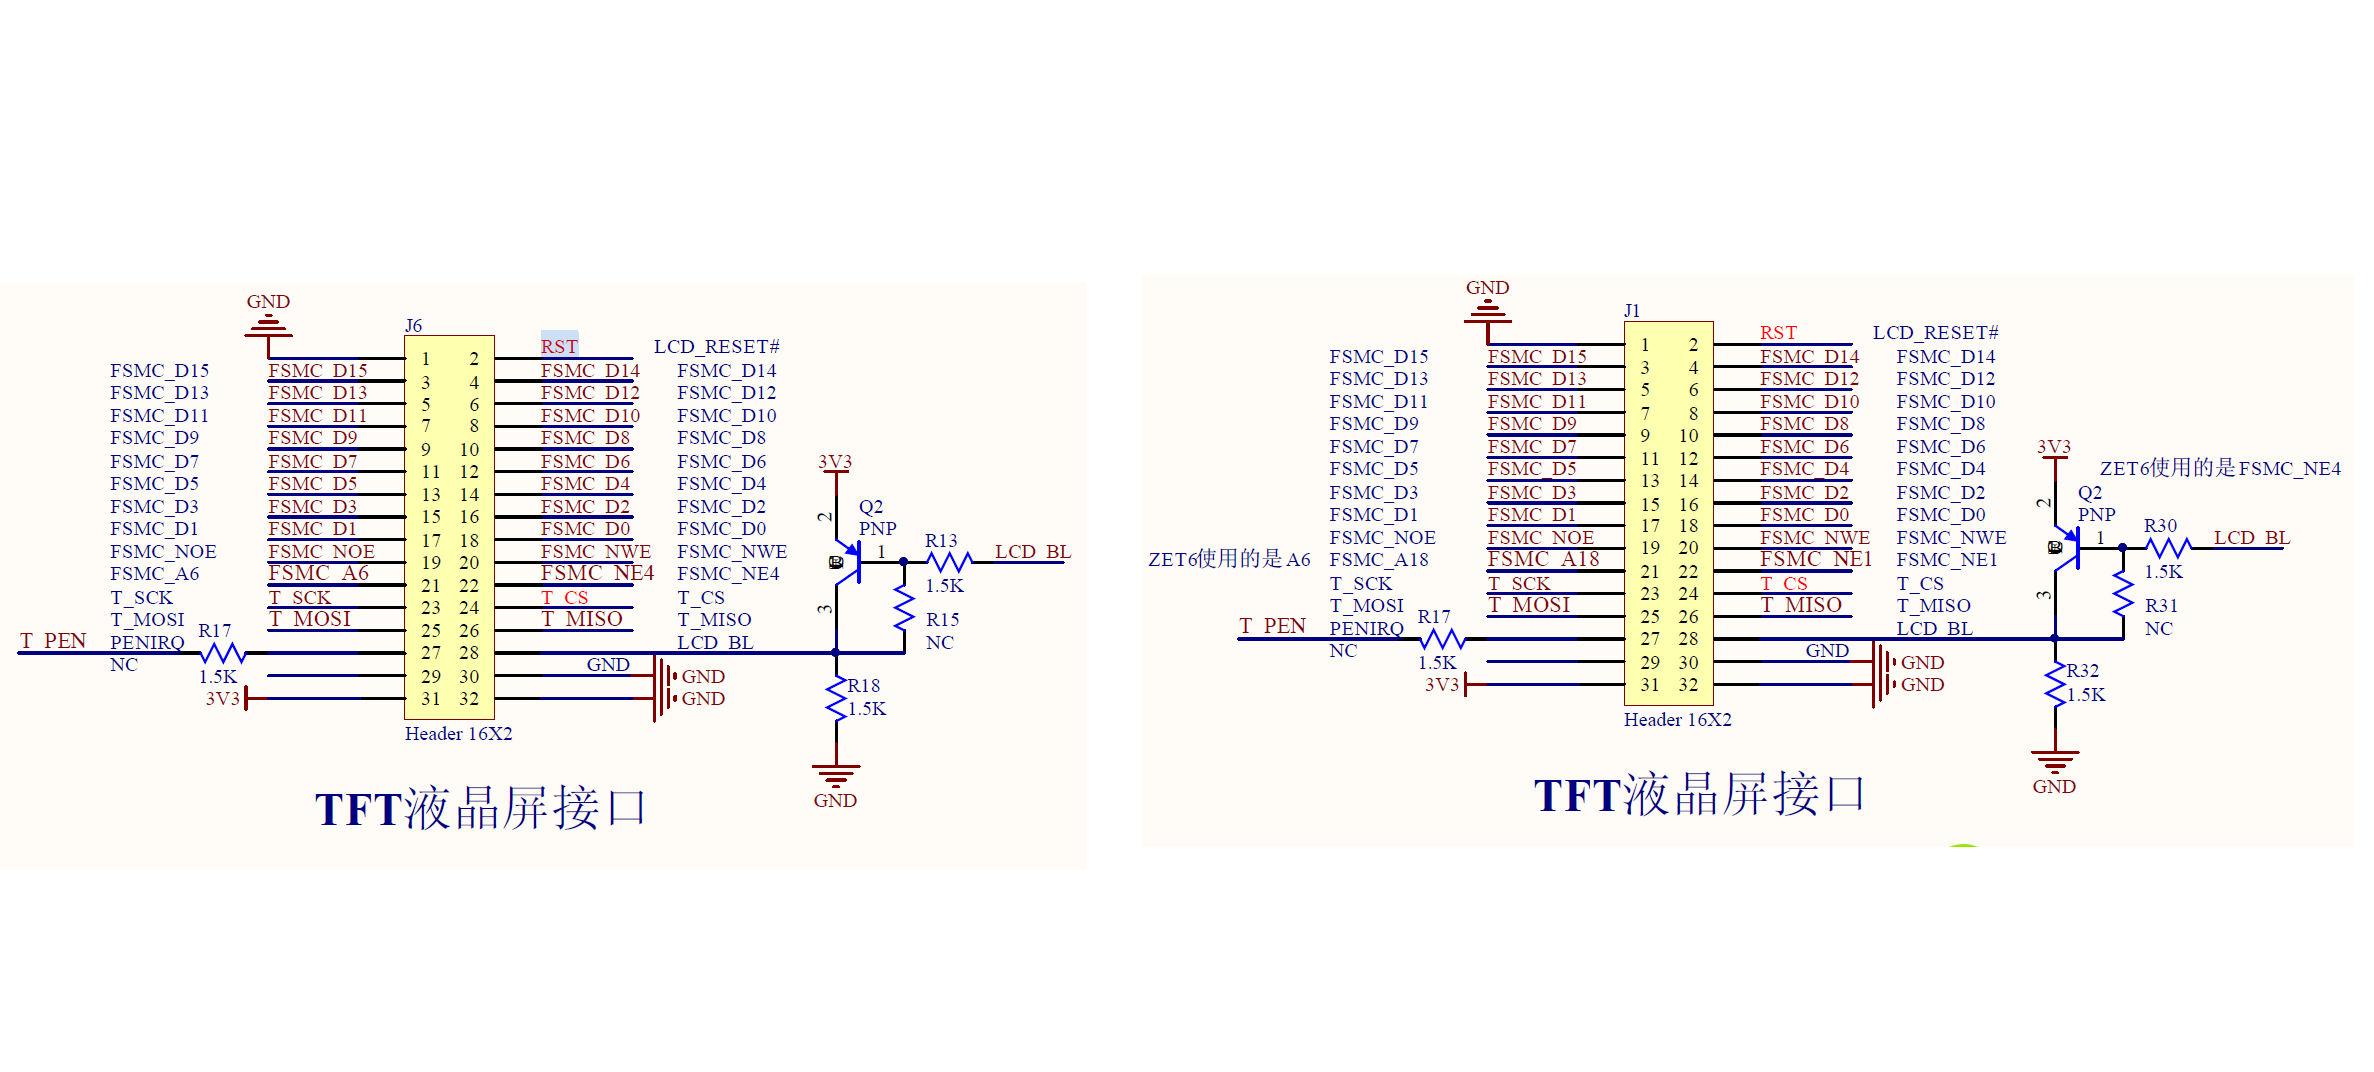 GND
J6
RST LCD_RESET#
1 2
FSMC_D15 FSMC_D15 3 4 FSMC_D14 FSMC_D14
FSMC_D13 FSMC_D13 5 6 FSMC_D12 FSMC_D12
FSMC_D11 FSMC_D11 7 8 FSMC_D10 FSMC_D10
FSMC_D9 FSMC_D9 9 10 FSMC_D8 FSMC_D8
FSMC_D7 FSMC_D7 11 12 FSMC_D6 FSMC_D6
FSMC_D5 FSMC_D5 13 14 FSMC_D4 FSMC_D4
FSMC_D3 FSMC_D3 15 16 FSMC_D2 FSMC_D2
FSMC_D1 FSMC_D1 17 18 FSMC_D0 FSMC_D0
FSMC_NOE FSMC_NOE 19 20 FSMC_NWE FSMC_NWE
FSMC_A6 FSMC_A6 21 22 FSMC_NE4 FSMC_NE4
T_SCK T_SCK 23 24 T_CS T_CS
T_MOSI T_MOSI 25 26 T_MISO T_MISO
T_PEN PENIRQ R17 27 28 LCD_BL
NC 1.5K 29 30 GND GND
3V3 31 32 GND
Header 16X2
3V3
2
Q2
PNP
1
3
R13
1.5K
LCD_BL
R15
NC
R18
1.5K
GND
TFT液晶屏接口
GND
J1
RST LCD_RESET#
1 2
FSMC_D15 FSMC_D15 3 4 FSMC_D14 FSMC_D14
FSMC_D13 FSMC_D13 5 6 FSMC_D12 FSMC_D12
FSMC_D11 FSMC_D11 7 8 FSMC_D10 FSMC_D10
FSMC_D9 FSMC_D9 9 10 FSMC_D8 FSMC_D8
FSMC_D7 FSMC_D7 11 12 FSMC_D6 FSMC_D6
FSMC_D5 FSMC_D5 13 14 FSMC_D4 FSMC_D4
FSMC_D3 FSMC_D3 15 16 FSMC_D2 FSMC_D2
FSMC_D1 FSMC_D1 17 18 FSMC_D0 FSMC_D0
FSMC_NOE FSMC_NOE 19 20 FSMC_NWE FSMC_NWE
ZET6使用的是A6 FSMC_A18 FSMC_A18 21 22 FSMC_NE1 FSMC_NE1
T_SCK T_SCK 23 24 T_CS T_CS
T_MOSI T_MOSI 25 26 T_MISO T_MISO
T_PEN PENIRQ R17 27 28 LCD_BL
NC 1.5K 29 30 GND GND
3V3 31 32 GND
Header 16X2
3V3
ZET6使用的是FSMC_NE4
2
Q2
PNP
1
3
R30
1.5K
LCD_BL
R31
NC
R32
1.5K
GND
TFT液晶屏接口